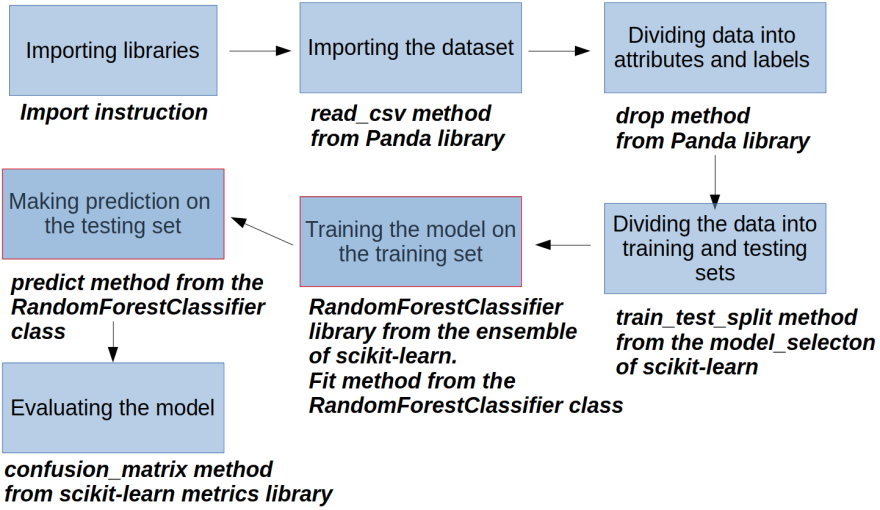 Importing libraries
Import instruction
Importing the dataset
read_csv method
from Panda library
Dividing data into
attributes and labels
drop method
from Panda library
Dividing the data into
training and testing
sets
train_test_split method
from the model_selecton
of scikit-learn
Training the model on
the training set
RandomForestClassifier
library from the ensemble
of scikit-learn.
Fit method from the
RandomForestClassifier class
Making prediction on
the testing set
predict method from the
RandomForestClassifier
class
Evaluating the model
confusion_matrix method
from scikit-learn metrics library